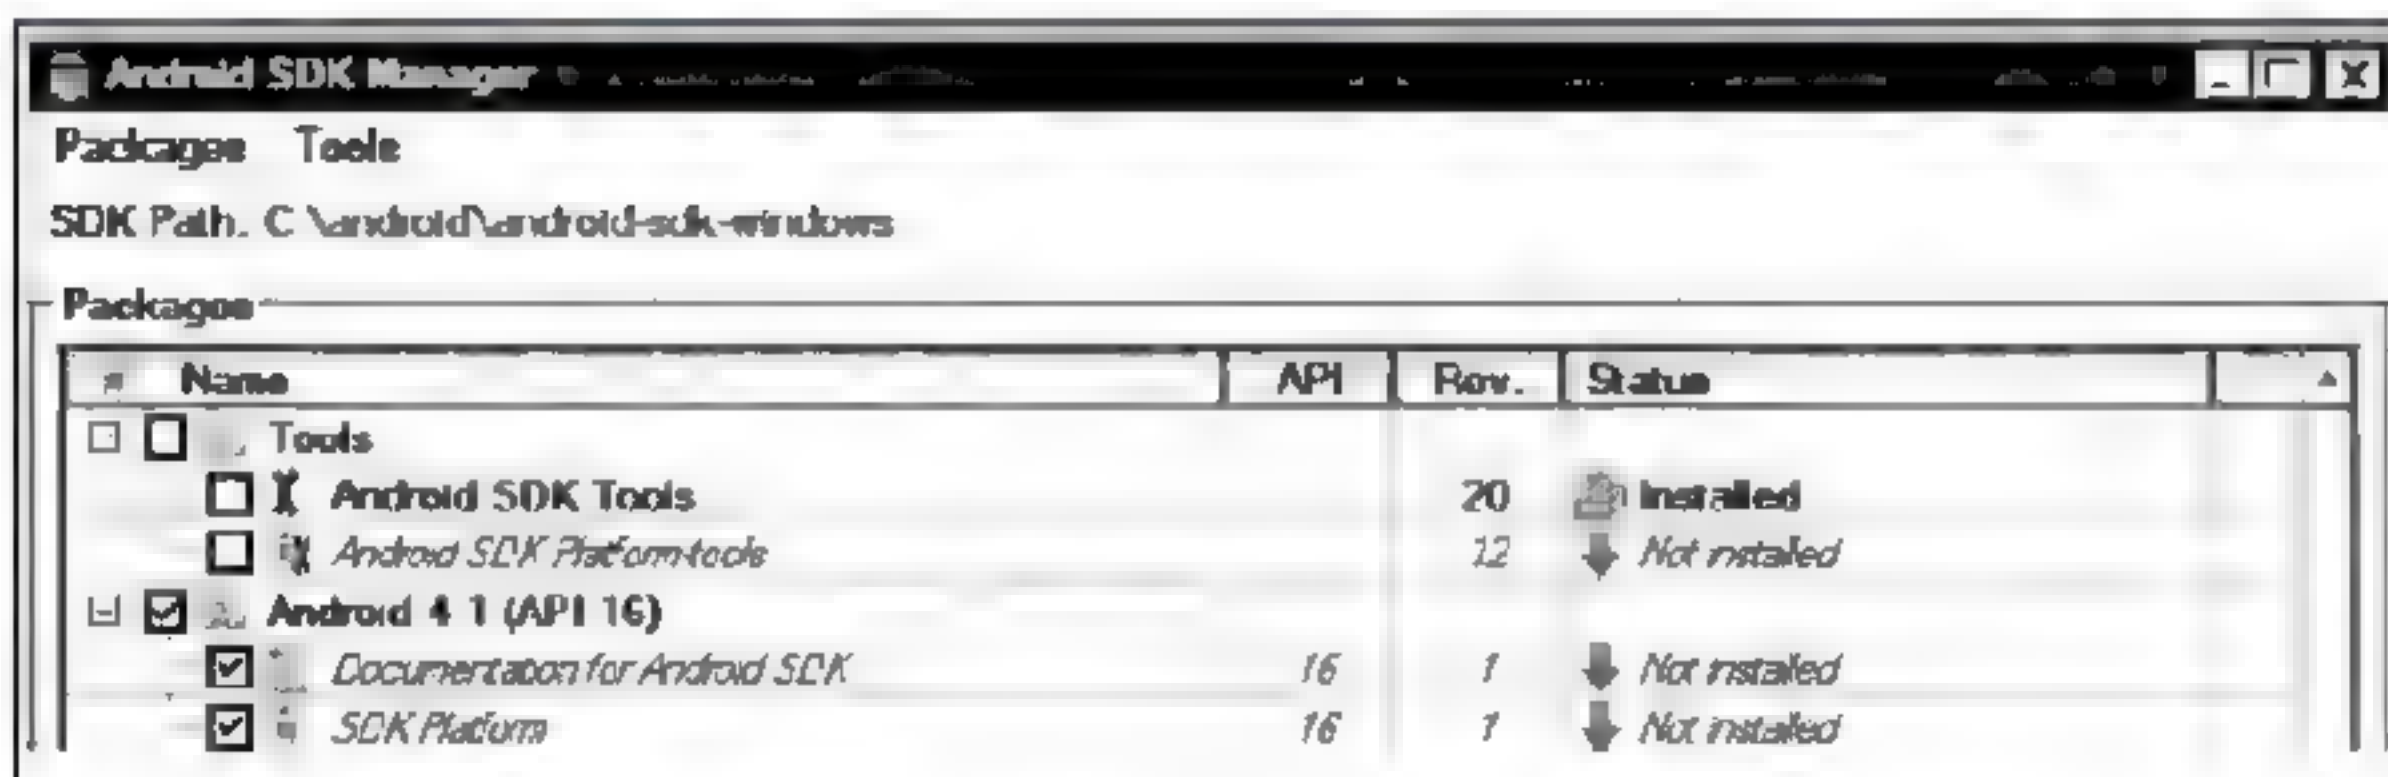 Android SDK Manager
Packages Tools
SDK Path. C \android\android-sdk-windows
Packages
Name API Rev. Status
Tools
Android SDK Tools 20 Installed
Android SDK Platform-tools 12 Not installed
Android 4 1 (API 16)
Documentation for Android SDK 16 1 Not installed
SDK Platform 16 1 Not installed